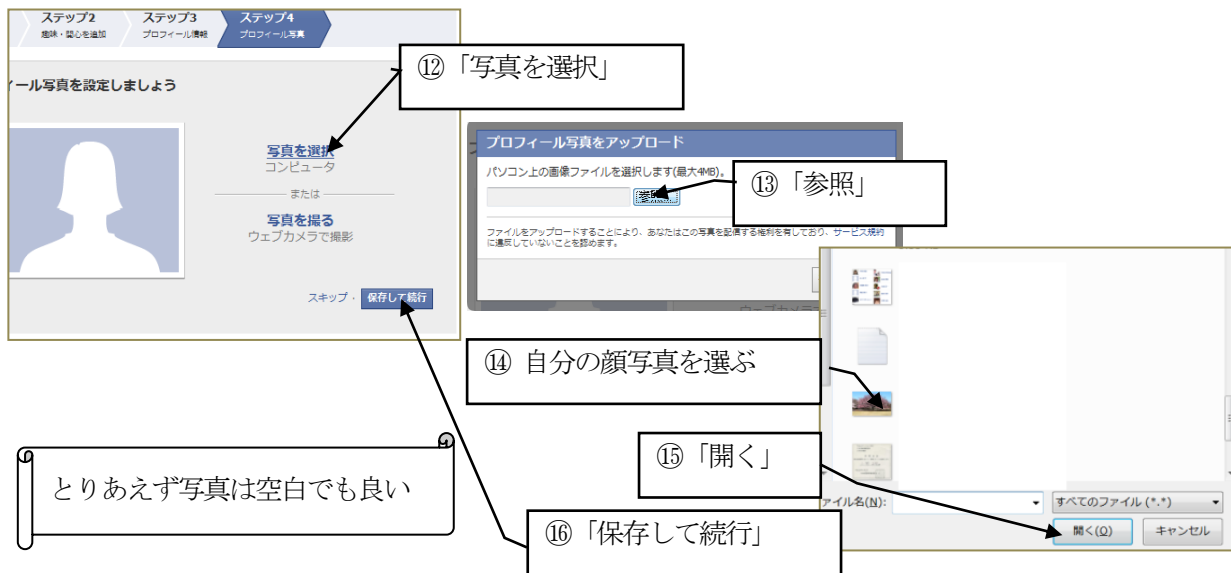 ステップ2
趣味・関心を追加
ステップ3
プロフィール情報
ステップ4
プロフィール写真
ィール写真を設定しましょう
写真を選択
コンピュータ
または
写真を撮る
ウェブカメラで撮影
スキップ・
保存して続行
⑫「写真を選択」
プロフィール写真をアップロード
パソコン上の画像ファイルを選択します(最大4MB)。
参照
ファイルをアップロードすることにより、あなたはこの写真を配信する権利を有しており、サービス規約
に違反していないことを認めます。
⑬「参照」
⑭ 自分の顔写真を選ぶ
⑮「開く」
ァイル名(N):
すべてのファイル (*.*)
開く(O)
キャンセル
とりあえず写真は空白でも良い
⑯「保存して続行」